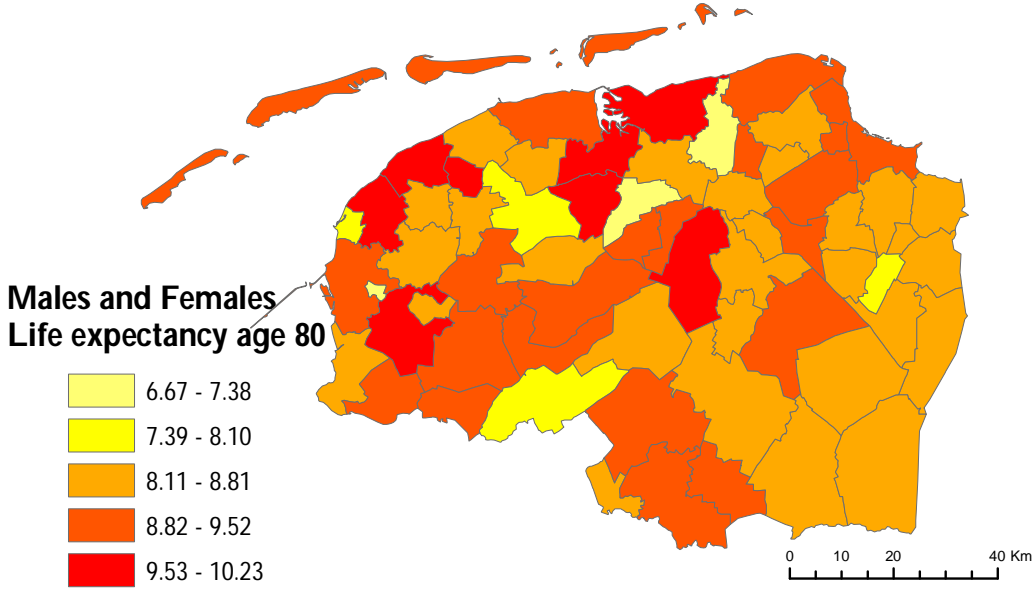 Males and Females
Life expectancy age 80
6.67 - 7.38
7.39 - 8.10
8.11 - 8.81
8.82 - 9.52
9.53 - 10.23
0 10 20 40 Km